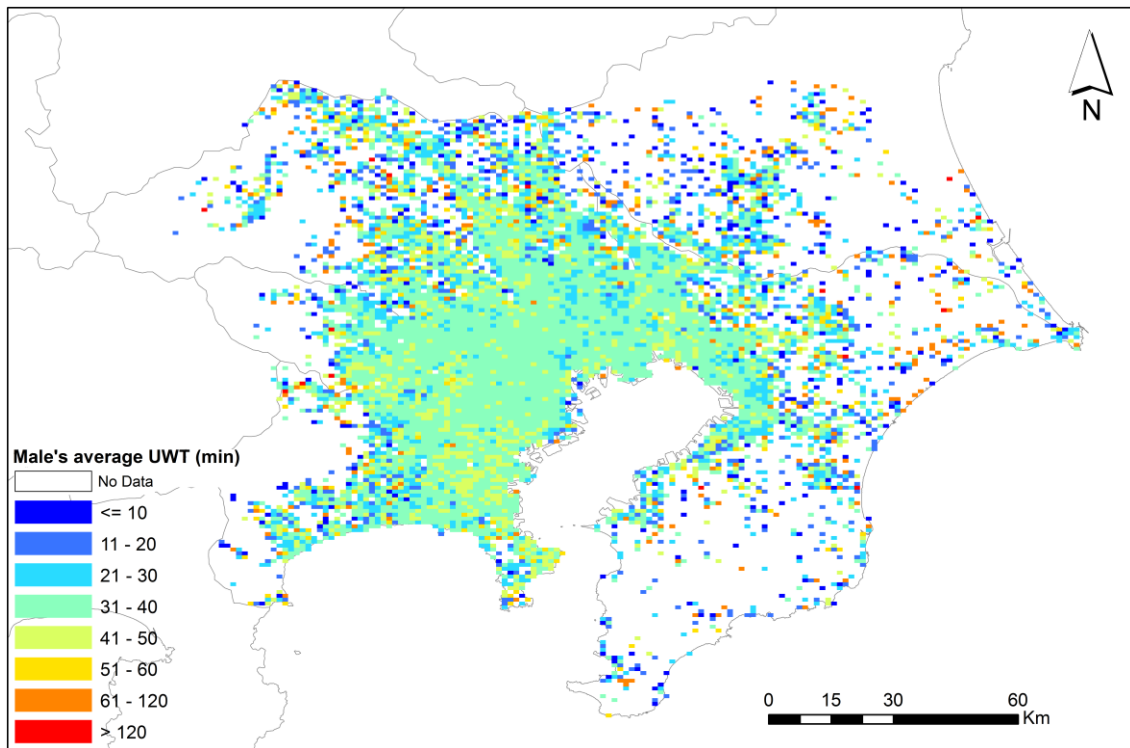 N
Male's average UWT (min)
No Data
<= 10
11 - 20
21 - 30
31 - 40
41 - 50
51 - 60
61 - 120
> 120
0 15 30 60
Km